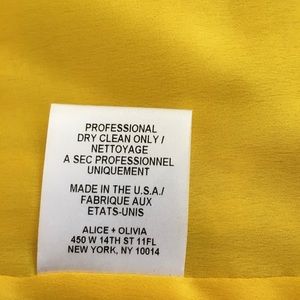 PROFESSIONAL
DRY CLEAN ONLY /
NETTOYAGE
A SEC PROFESSIONNEL
UNIQUEMENT
MADE IN THE U.S.A./
FABRIQUE AUX
ETATS-UNIS
ALICE + OLIVIA
450 W 14TH ST 11FL
NEW YORK, NY 10014